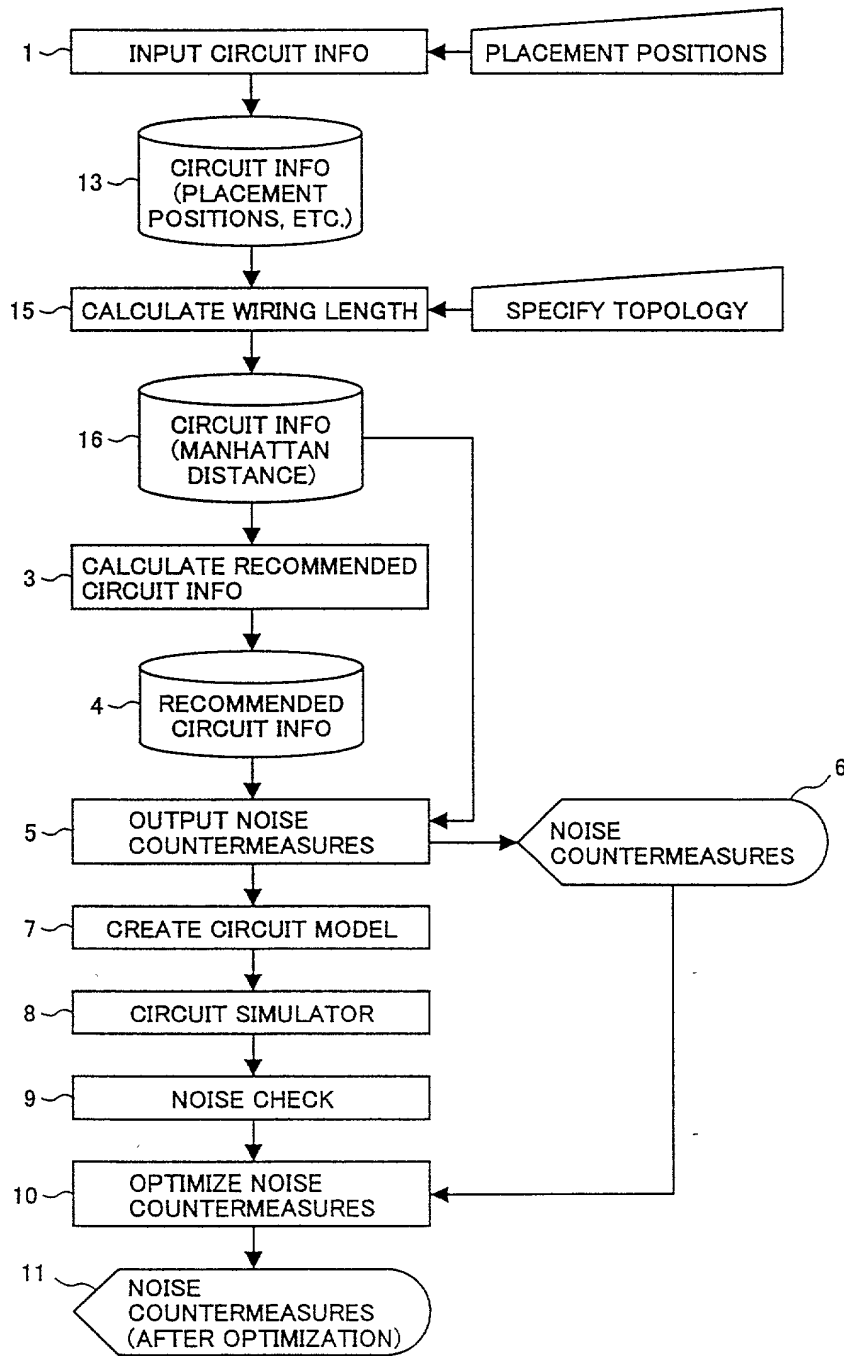 1
INPUT CIRCUIT INFO
PLACEMENT POSITIONS
13
CIRCUIT INFO
(PLACEMENT
POSITIONS, ETC.)
15
CALCULATE WIRING LENGTH
SPECIFY TOPOLOGY
16
CIRCUIT INFO
(MANHATTAN
DISTANCE)
3
CALCULATE RECOMMENDED
CIRCUIT INFO
4
RECOMMENDED
CIRCUIT INFO
5
OUTPUT NOISE
COUNTERMEASURES
6
NOISE
COUNTERMEASURES
7
CREATE CIRCUIT MODEL
8
CIRCUIT SIMULATOR
9
NOISE CHECK
10
OPTIMIZE NOISE
COUNTERMEASURES
11
NOISE
COUNTERMEASURES
(AFTER OPTIMIZATION)